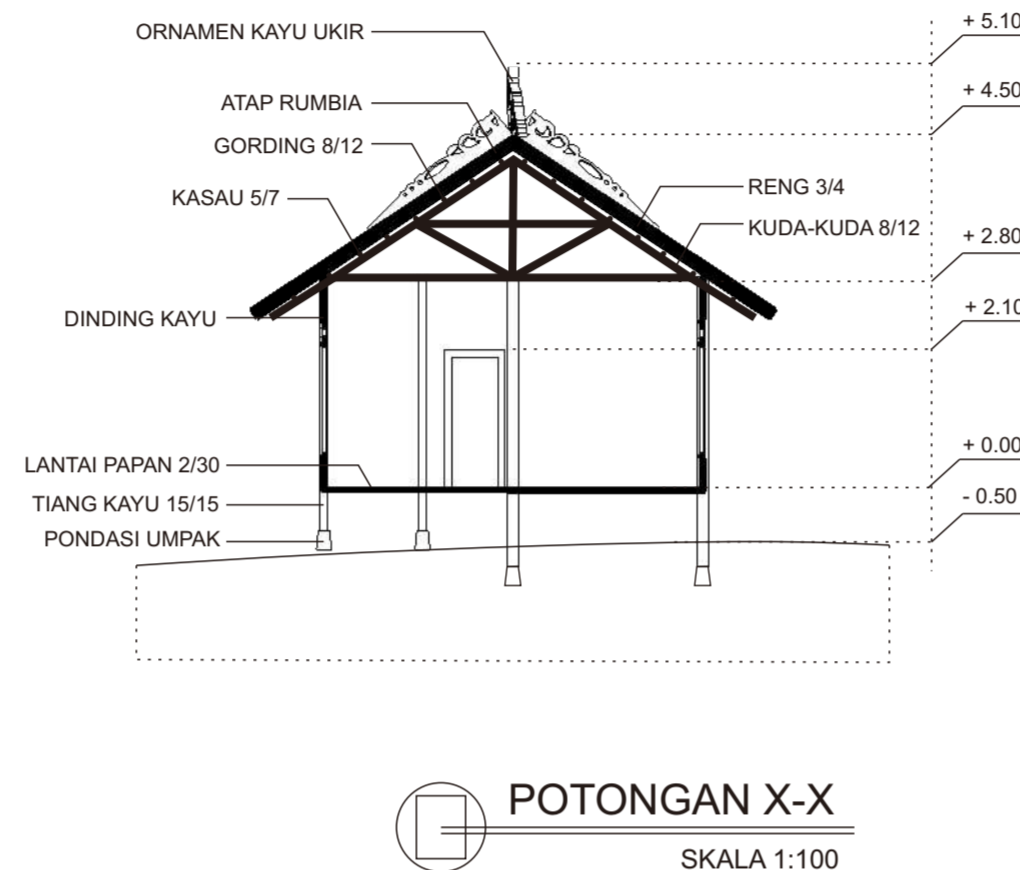 ORNAMEN KAYU UKIR
ATAP RUMBIA
GORDING 8/12
KASAU 5/7
DINDING KAYU
LANTAI PAPAN 2/30
TIANG KAYU 15/15
PONDASI UMPAK
RENG 3/4
KUDA-KUDA 8/12
+ 5.10
+ 4.50
+ 2.80
+ 2.10
+ 0.00
- 0.50
POTONGAN X-X
SKALA 1:100